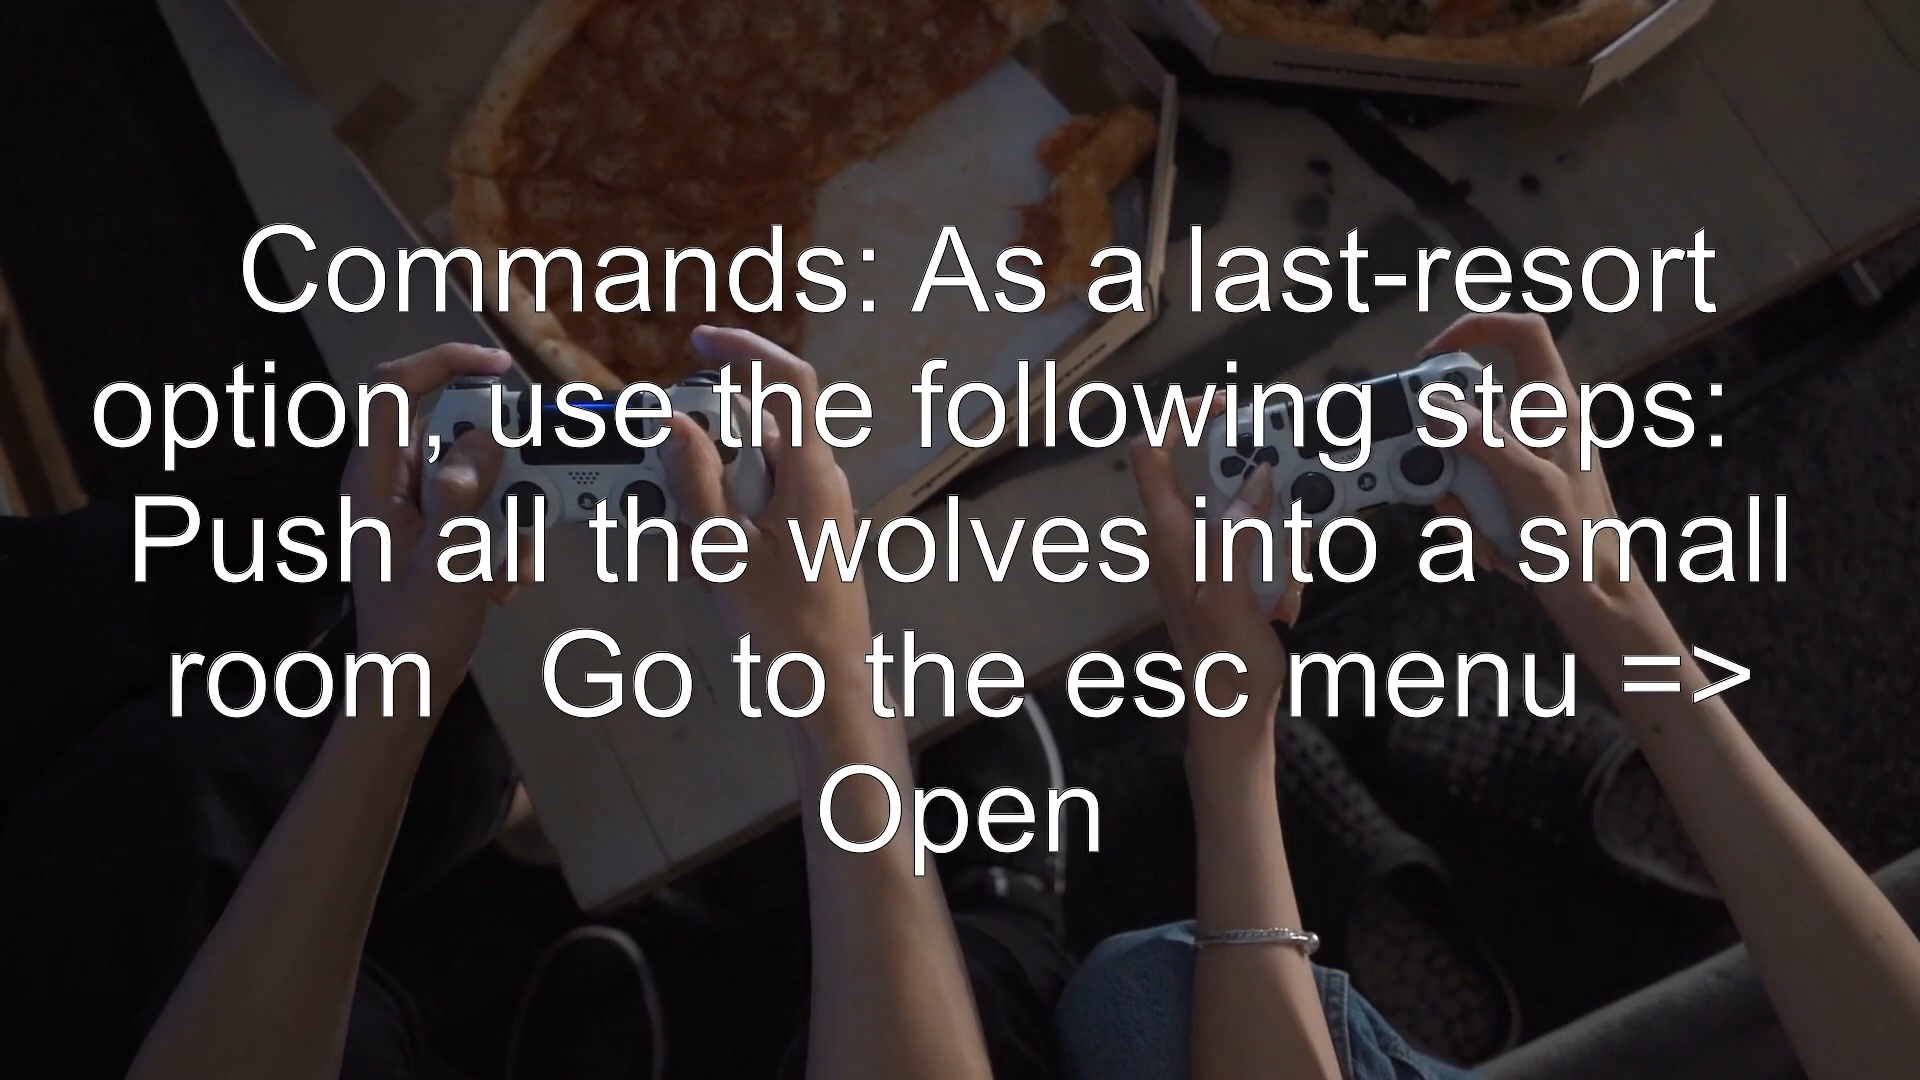 Commands: As a last-resort
option, use the following steps:
Push all the wolves into a small
room   Go to the esc menu =>
Open